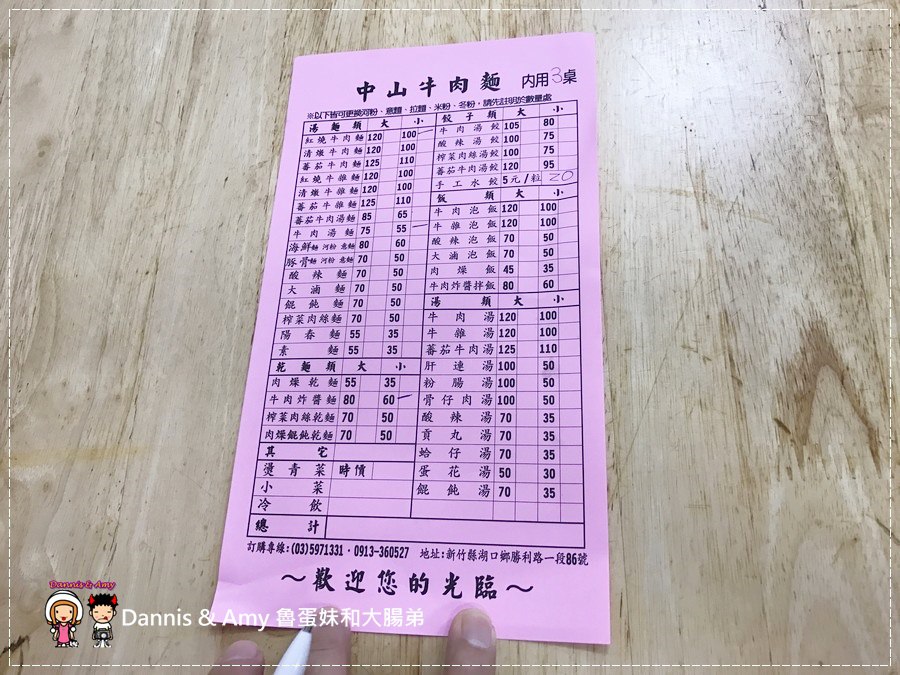 中山牛肉麵 內用3桌
※以下皆可更換河粉、意麵、拉麵、米粉、冬粉，請先註明於數量處
湯麵類 大 小
紅燒牛肉麵 120 100 一
清燉牛肉麵 120 100
蕃茄牛肉麵 125 110
紅燒牛雜麵 120 100
清燉牛雜麵 120 100
蕃茄牛雜麵 125 110
蕃茄牛肉湯麵 85 65
牛肉湯麵 75 55 一
海鮮麵 河粉 意麵 80 60
豚骨麵 河粉 意麵 70 50
酸辣麵 70 50
大滷麵 70 50
餛飩麵 70 50
榨菜肉絲麵 70 50
陽春麵 55 35
素麵 55 35
乾麵類 大 小
肉燥乾麵 55 35
牛肉炸醬麵 80 60 一
榨菜肉絲乾麵 70 50
肉燥餛飩乾麵 70 50
其它
燙青菜 時價
小菜
冷飲
總計
餃子類 大 小
牛肉湯餃 105 80
酸辣湯餃 100 75
榨菜肉絲湯餃 100 75
蕃茄牛肉湯餃 120 95
手工水餃 5元/粒 20
飯類 大 小
牛肉泡飯 120 100
牛雜泡飯 120 100
酸辣泡飯 70 50
大滷泡飯 70 50
肉燥飯 45 35
牛肉炸醬拌飯 80 60
湯類 大 小
牛肉湯 120 100
牛雜湯 120 100
蕃茄牛肉湯 125 110
肝連湯 100 50
粉腸湯 100 50
骨仔肉湯 100 50
酸辣湯 70 35
貢丸湯 70 35
蛤仔湯 70 35
蛋花湯 50 30
餛飩湯 70 35
訂購專線:(03)5971331·0913-360527 地址:新竹縣湖口鄉勝利路一段86號
～歡迎您的光臨～
Dannis & Amy
Dannis & Amy 魯蛋妹和大腸弟